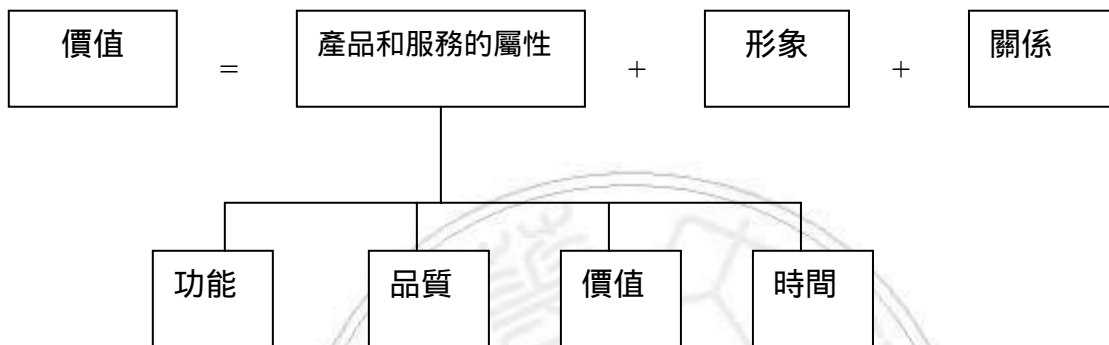 價值 = 產品和服務的屬性 + 形象 + 關係
功能 品質 價值 時間